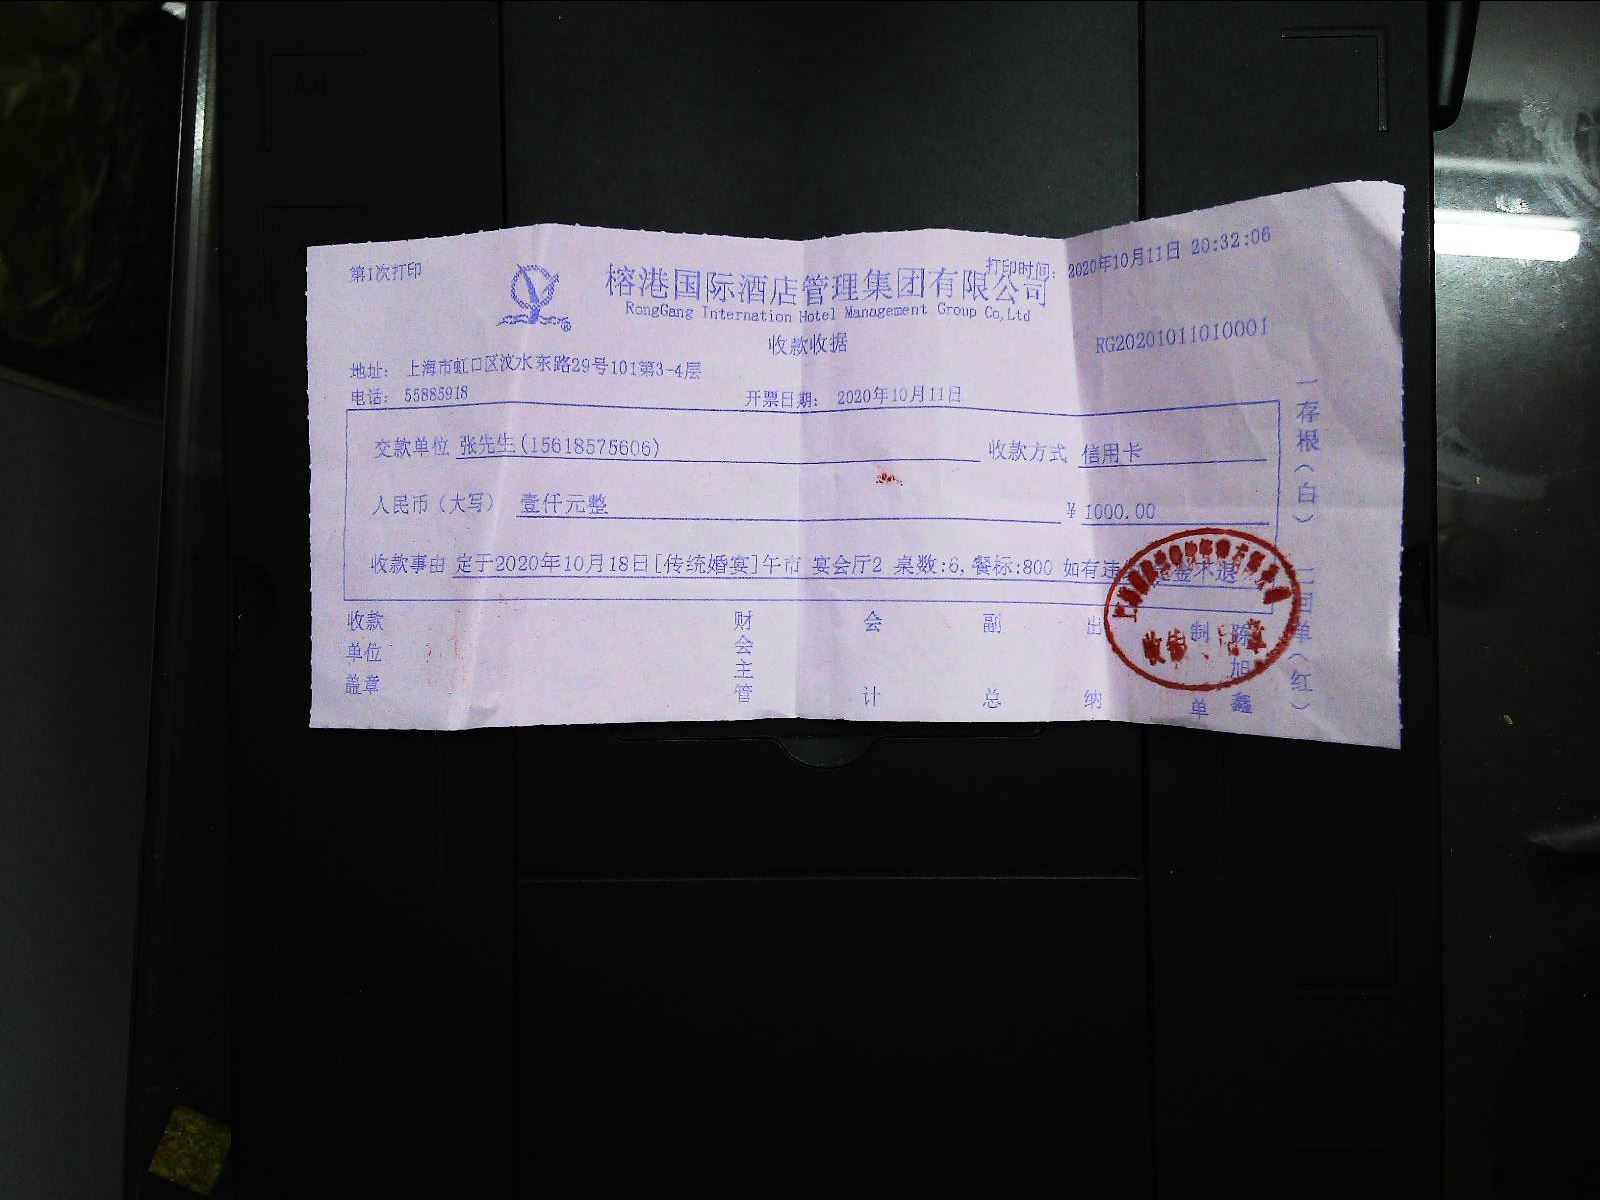 第1次打印
打印时间: 2020年10月11日 20:32:06
榕港国际酒店管理集团有限公司
RongGang Internation Hotel Management Group Co,Ltd
收款收据
RG20201011010001
地址: 上海市虹口区汶水东路29号101第3-4层
电话: 55885918
开票日期: 2020年10月11日
交款单位 张先生(15618575606) 收款方式 信用卡
人民币(大写) 壹仟元整 ¥ 1000.00
收款事由 定于2020年10月18日[传统婚宴]午市 宴会厅2 桌数:6,餐标:800 如有违 金不退
收款单位盖章
财会主管
会计
副总
出纳
制单
陈旭鑫
一存根(白)
二回单(红)